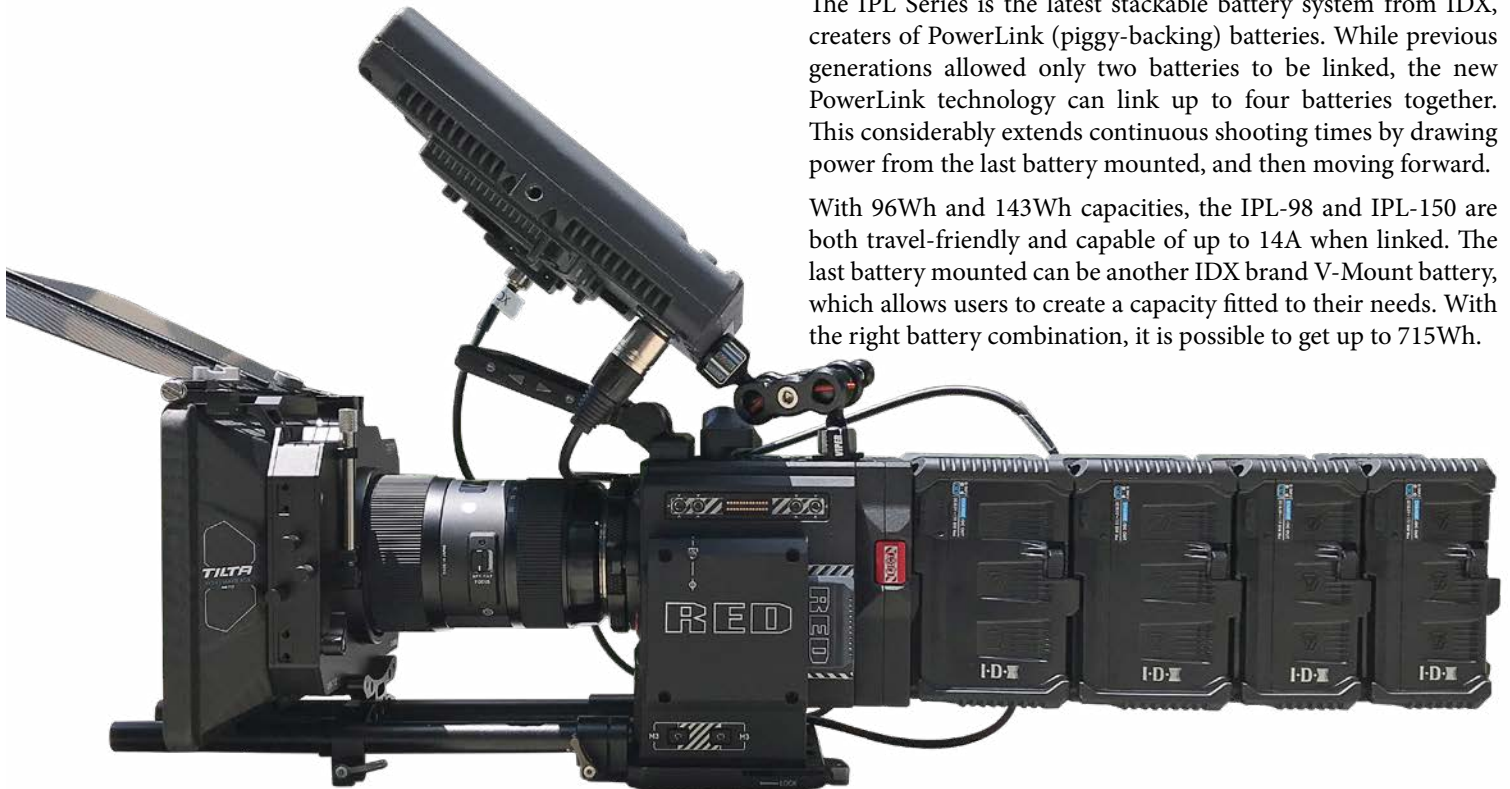 The IPL Series is the latest stackable battery system from IDX,
creaters of PowerLink (piggy-backing) batteries. While previous
generations allowed only two batteries to be linked, the new
PowerLink technology can link up to four batteries together.
This considerably extends continuous shooting times by drawing
power from the last battery mounted, and then moving forward.
With 96Wh and 143Wh capacities, the IPL-98 and IPL-150 are
both travel-friendly and capable of up to 14A when linked. The
last battery mounted can be another IDX brand V-Mount battery,
which allows users to create a capacity fitted to their needs. With
the right battery combination, it is possible to get up to 715Wh.
VIPER
TILTA
RED
RED
I·D·X
I·D·X
I·D·X
I·D·X
M3
M3
LOCK